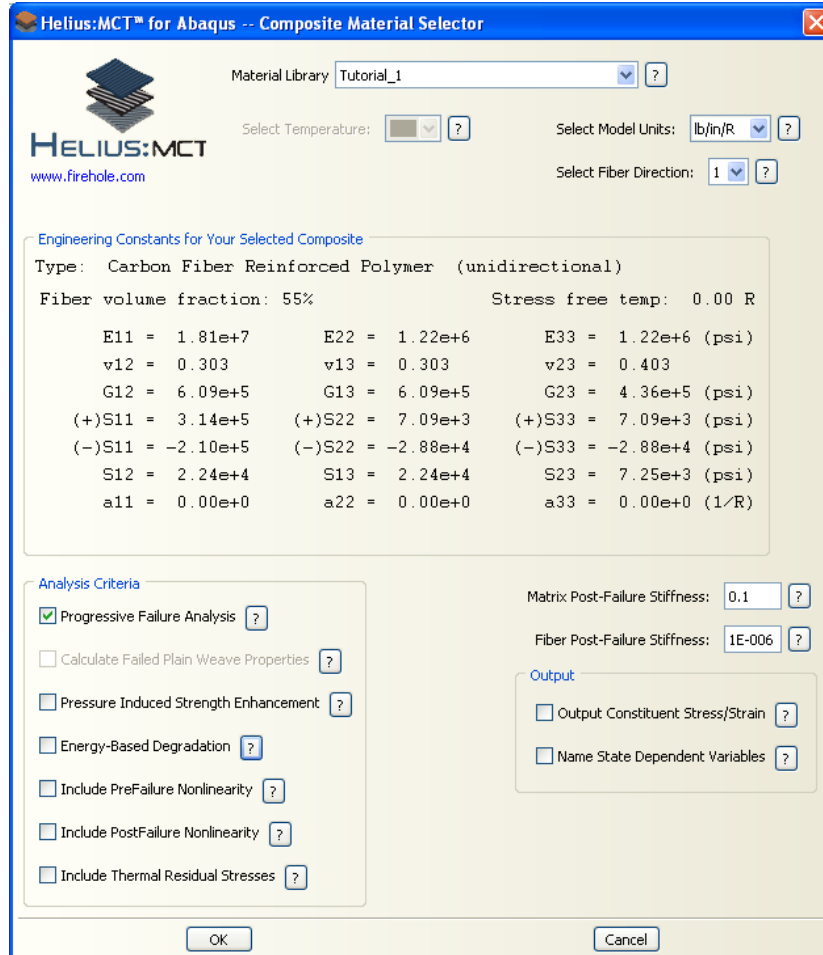 Helius:MCT™ for Abaqus -- Composite Material Selector
Material Library Tutorial_1 ?
Select Temperature: ? Select Model Units: lb/in/R ?
HELIUS:MCT
www.firehole.com
Select Fiber Direction: 1 ?
Engineering Constants for Your Selected Composite
Type: Carbon Fiber Reinforced Polymer (unidirectional)
Fiber volume fraction: 55% Stress free temp: 0.00 R
E11 = 1.81e+7 E22 = 1.22e+6 E33 = 1.22e+6 (psi)
v12 = 0.303 v13 = 0.303 v23 = 0.403
G12 = 6.09e+5 G13 = 6.09e+5 G23 = 4.36e+5 (psi)
(+)S11 = 3.14e+5 (+)S22 = 7.09e+3 (+)S33 = 7.09e+3 (psi)
(-)S11 = -2.10e+5 (-)S22 = -2.88e+4 (-)S33 = -2.88e+4 (psi)
S12 = 2.24e+4 S13 = 2.24e+4 S23 = 7.25e+3 (psi)
a11 = 0.00e+0 a22 = 0.00e+0 a33 = 0.00e+0 (1/R)
Analysis Criteria
Progressive Failure Analysis ?
Calculate Failed Plain Weave Properties ?
Pressure Induced Strength Enhancement ?
Energy-Based Degradation ?
Include PreFailure Nonlinearity ?
Include PostFailure Nonlinearity ?
Include Thermal Residual Stresses ?
Matrix Post-Failure Stiffness: 0.1 ?
Fiber Post-Failure Stiffness: 1E-006 ?
Output
Output Constituent Stress/Strain ?
Name State Dependent Variables ?
OK Cancel